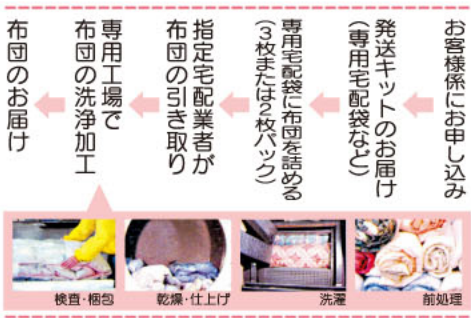 お客様係にお申し込み
発送キットのお届け
(専用宅配袋など)
専用宅配袋に布団を詰める
(3枚または2枚パック)
指定宅配業者が
布団の引き取り
専用工場で
布団の洗浄加工
布団のお届け
前処理
洗濯
乾燥・仕上げ
検査・梱包